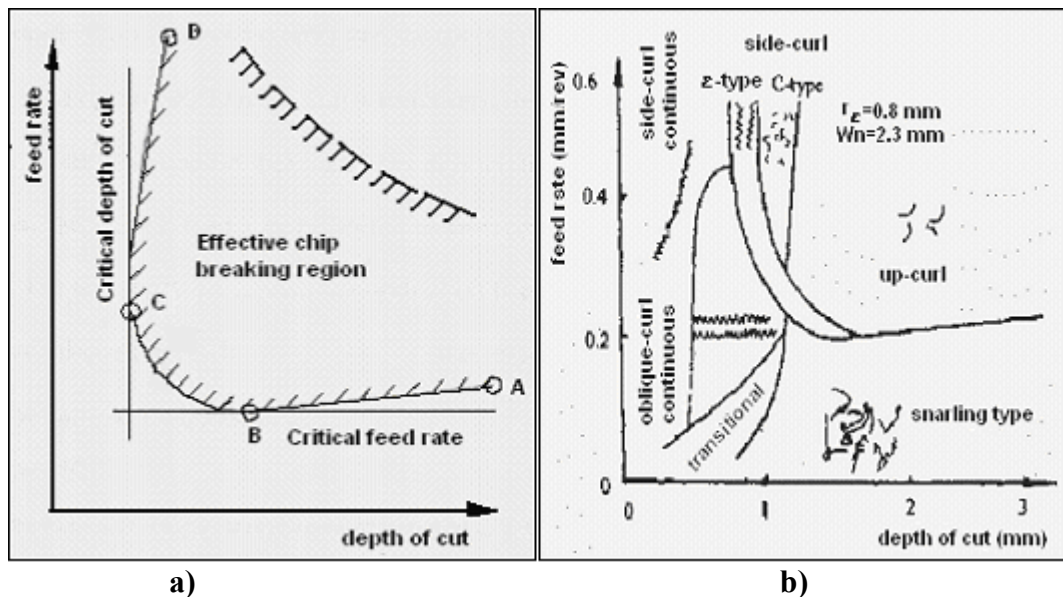 D
feed rate
Critical depth of cut
Effective chip
breaking region
C
A
B
Critical feed rate
depth of cut
a)
side-curl
side-curl
continuous
ε-type
C-type
rε=0.8 mm
Wn=2.3 mm
feed rste (mm/rev)
0.6
0.4
0.2
0
up-curl
oblique-curl
continuous
transitional
snarling type
0
1
2
3
depth of cut (mm)
b)